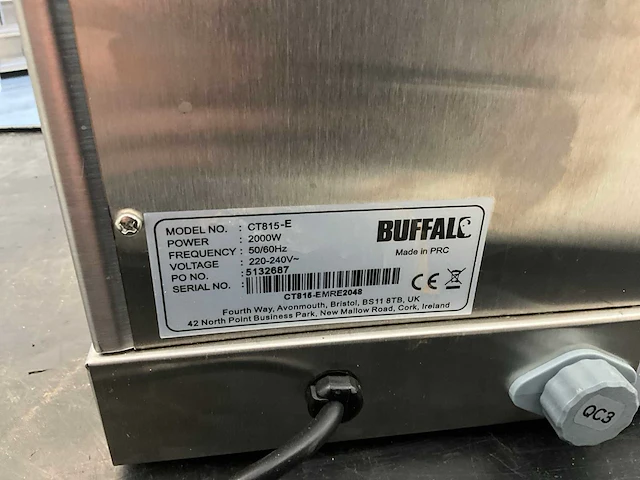 MODEL NO. : CT815-E
POWER : 2000W
FREQUENCY : 50/60Hz
VOLTAGE : 220-240V~
PO NO. : 5132687
SERIAL NO. :
CT815-EMRE2048
BUFFALO
Made in PRC
CE
Fourth Way, Avonmouth, Bristol, BS11 8TB, UK
42 North Point Business Park, New Mallow Road, Cork, Ireland
QC3